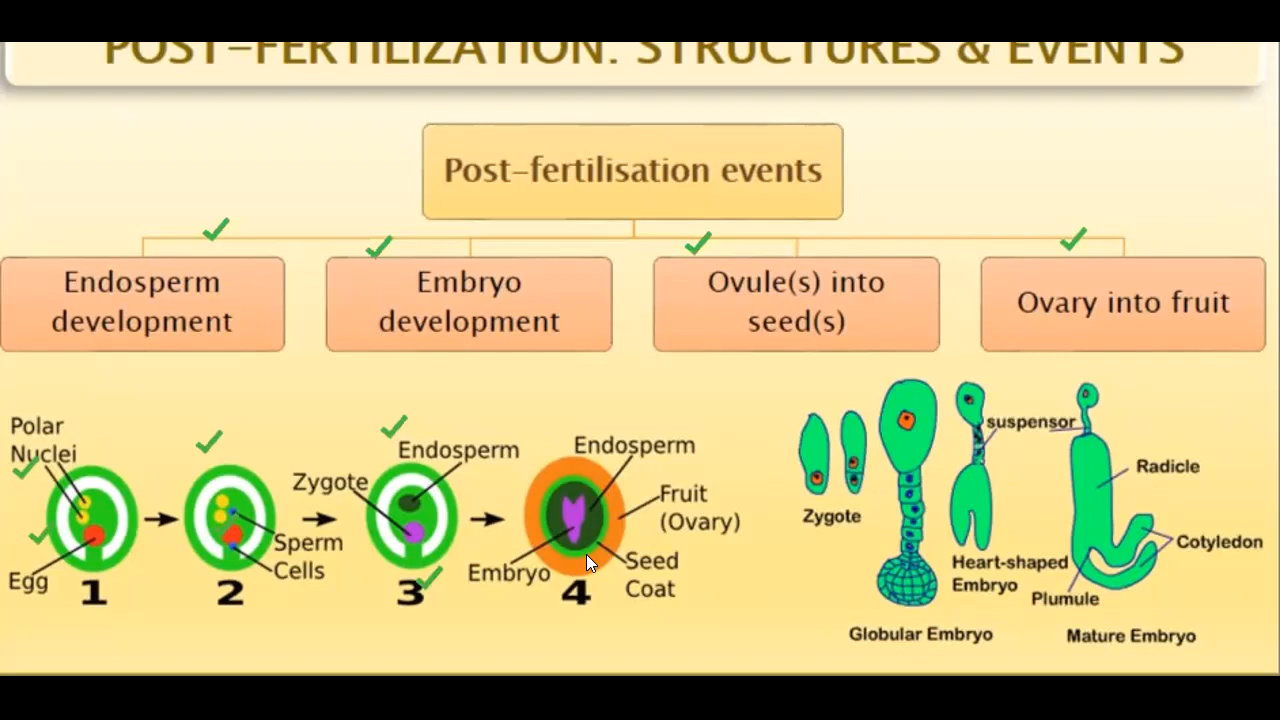 POST-FERTILIZATION: STRUCTURES & EVENTS
Post-fertilisation events
Endosperm
development
Embryo
development
Ovule(s) into
seed(s)
Ovary into fruit
Polar
Nuclei
Egg
1
2
Sperm
Cells
Zygote
Endosperm
3
Endosperm
Fruit
(Ovary)
Embryo
Seed
Coat
4
Zygote
Globular Embryo
suspensor
Heart-shaped
Embryo
Radicle
Cotyledon
Plumule
Mature Embryo